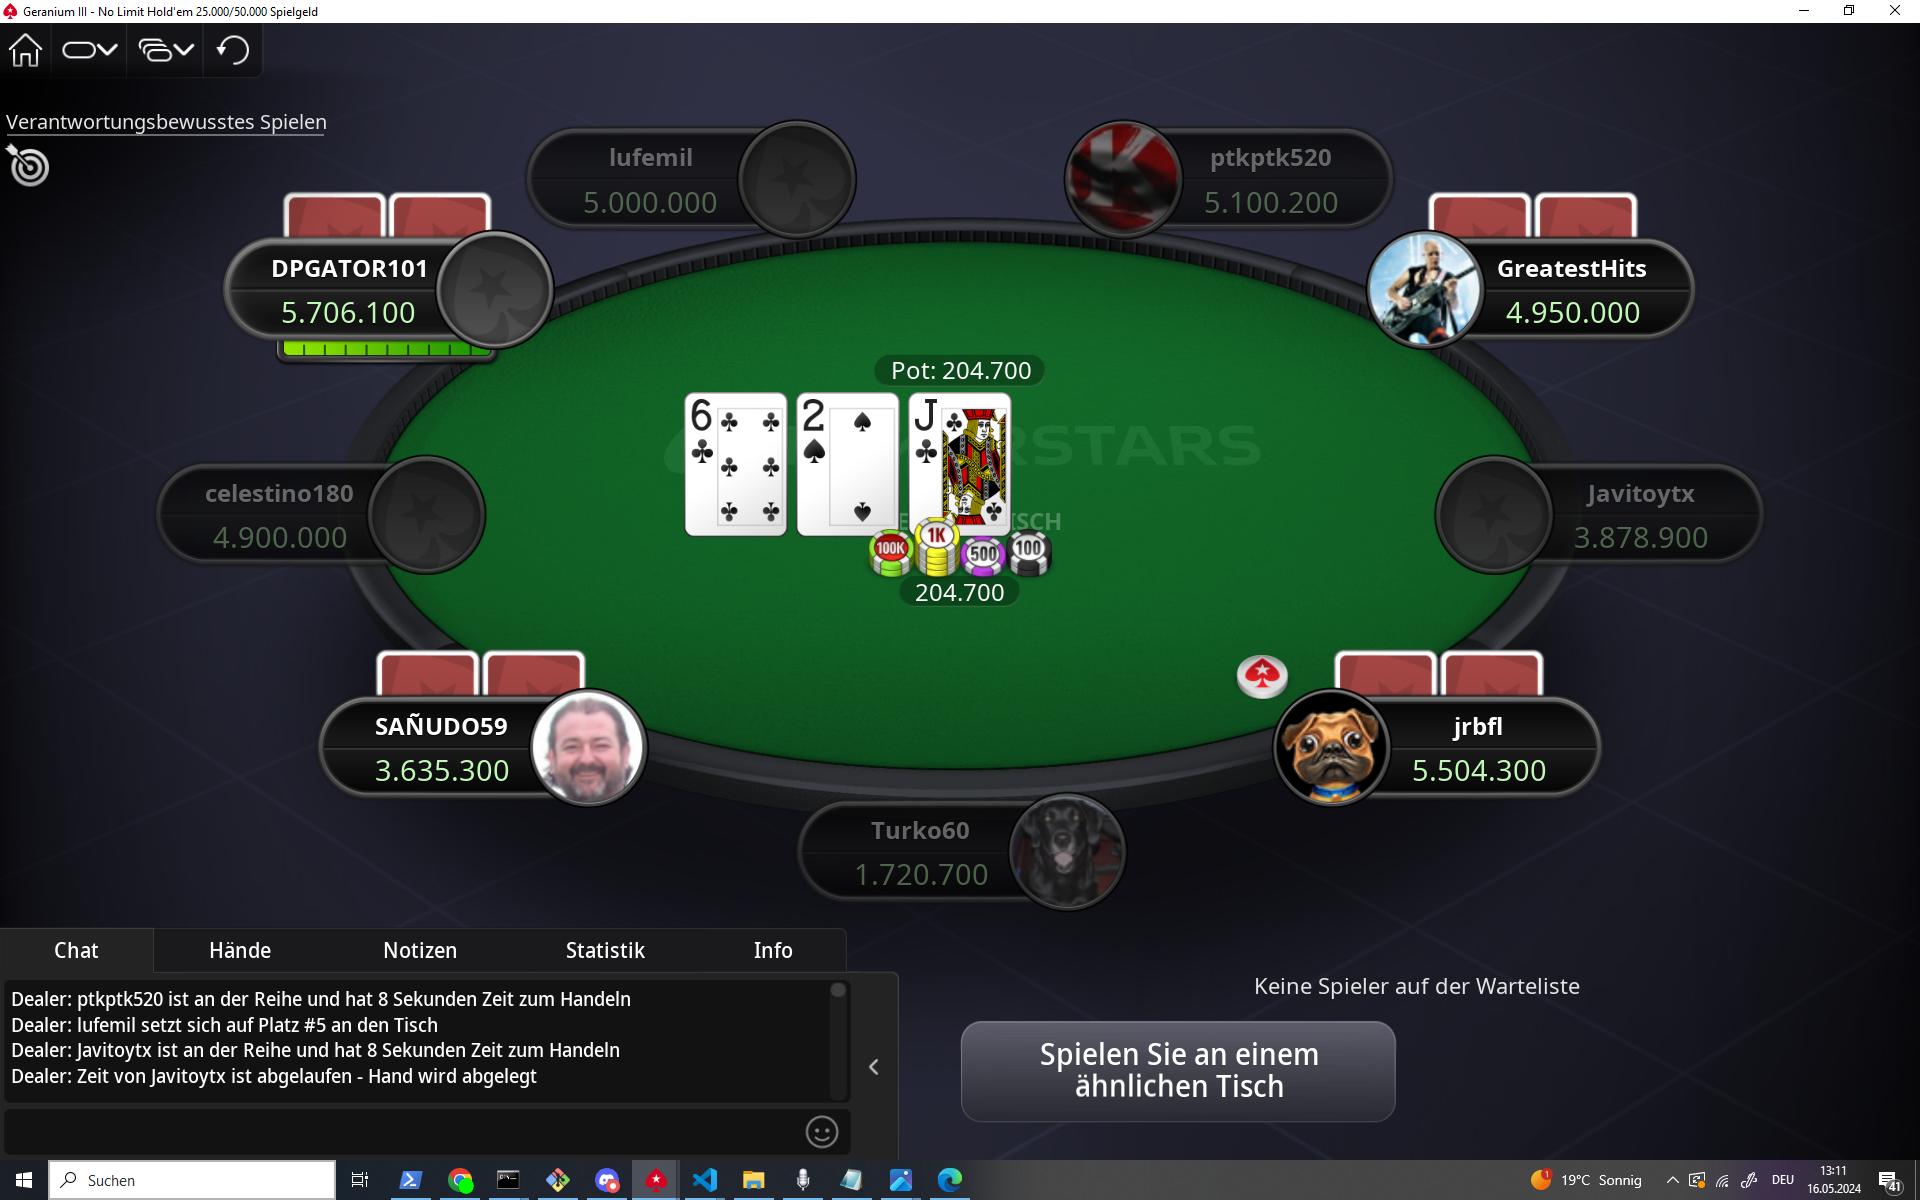 Geranium III - No Limit Hold'em 25.000/50.000 Spielgeld
Verantwortungsbewusstes Spielen
lufemil
5.000.000
ptkptk520
5.100.200
DPGATOR101
5.706.100
GreatestHits
4.950.000
Pot: 204.700
6 2 J
STARS
celestino180
4.900.000
Javitoytx
3.878.900
100K 1K 500 100
204.700
SAÑUDO59
3.635.300
jrbfl
5.504.300
Turko60
1.720.700
Chat Hände Notizen Statistik Info
Dealer: ptkptk520 ist an der Reihe und hat 8 Sekunden Zeit zum Handeln
Dealer: lufemil setzt sich auf Platz #5 an den Tisch
Dealer: Javitoytx ist an der Reihe und hat 8 Sekunden Zeit zum Handeln
Dealer: Zeit von Javitoytx ist abgelaufen - Hand wird abgelegt
Keine Spieler auf der Warteliste
Spielen Sie an einem
ähnlichen Tisch
Suchen
1
19°C Sonnig
DEU
13:11
16.05.2024
41